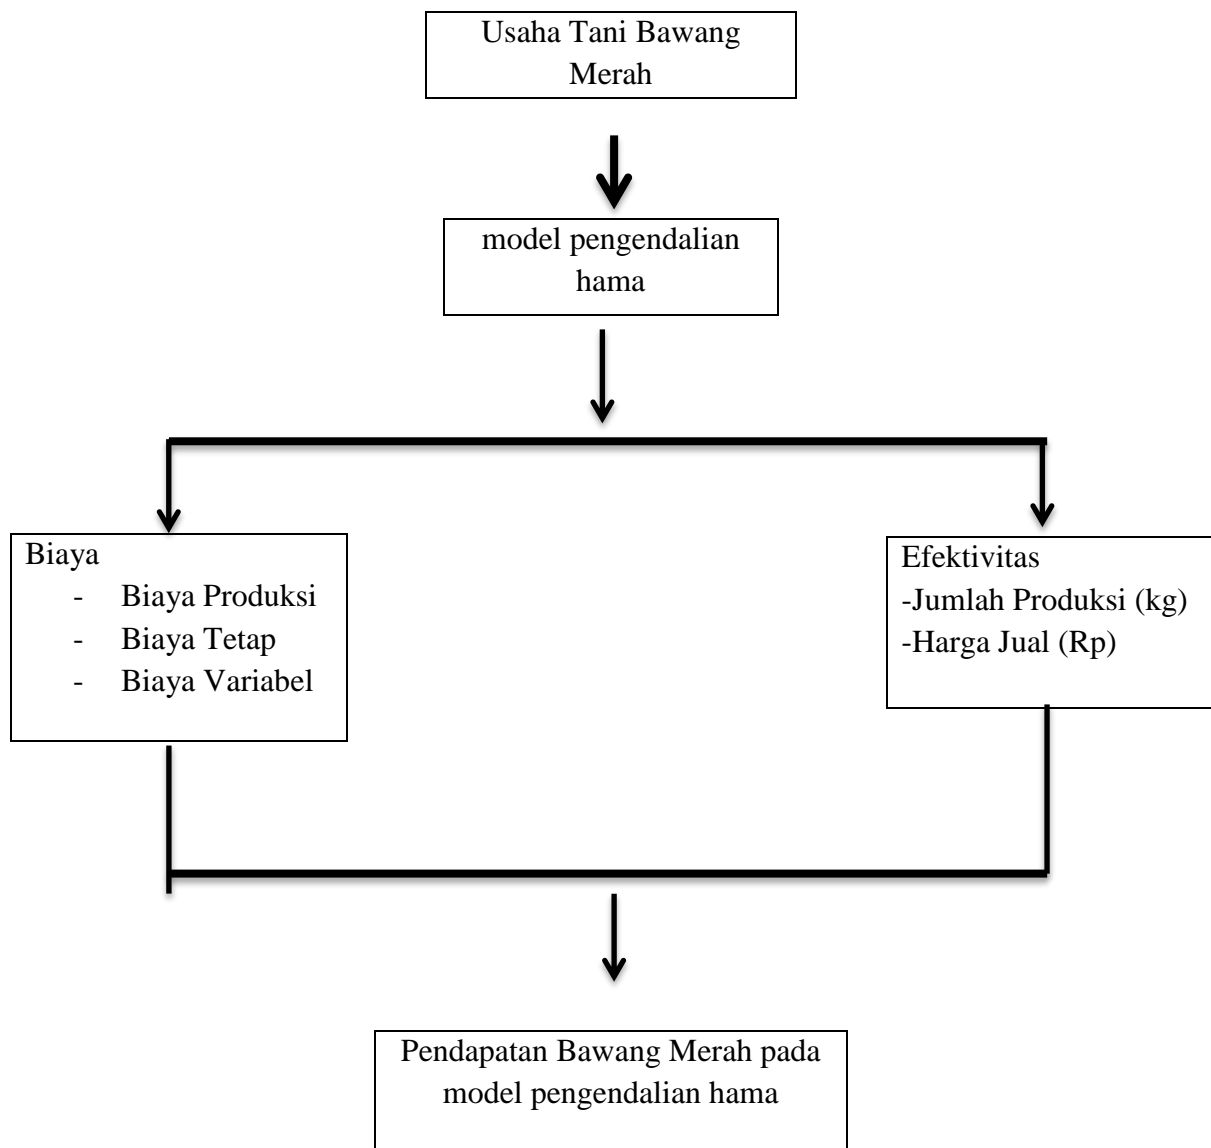 Usaha Tani Bawang
Merah
model pengendalian
hama
Biaya
- Biaya Produksi
- Biaya Tetap
- Biaya Variabel
Efektivitas
-Jumlah Produksi (kg)
-Harga Jual (Rp)
Pendapatan Bawang Merah pada
model pengendalian hama